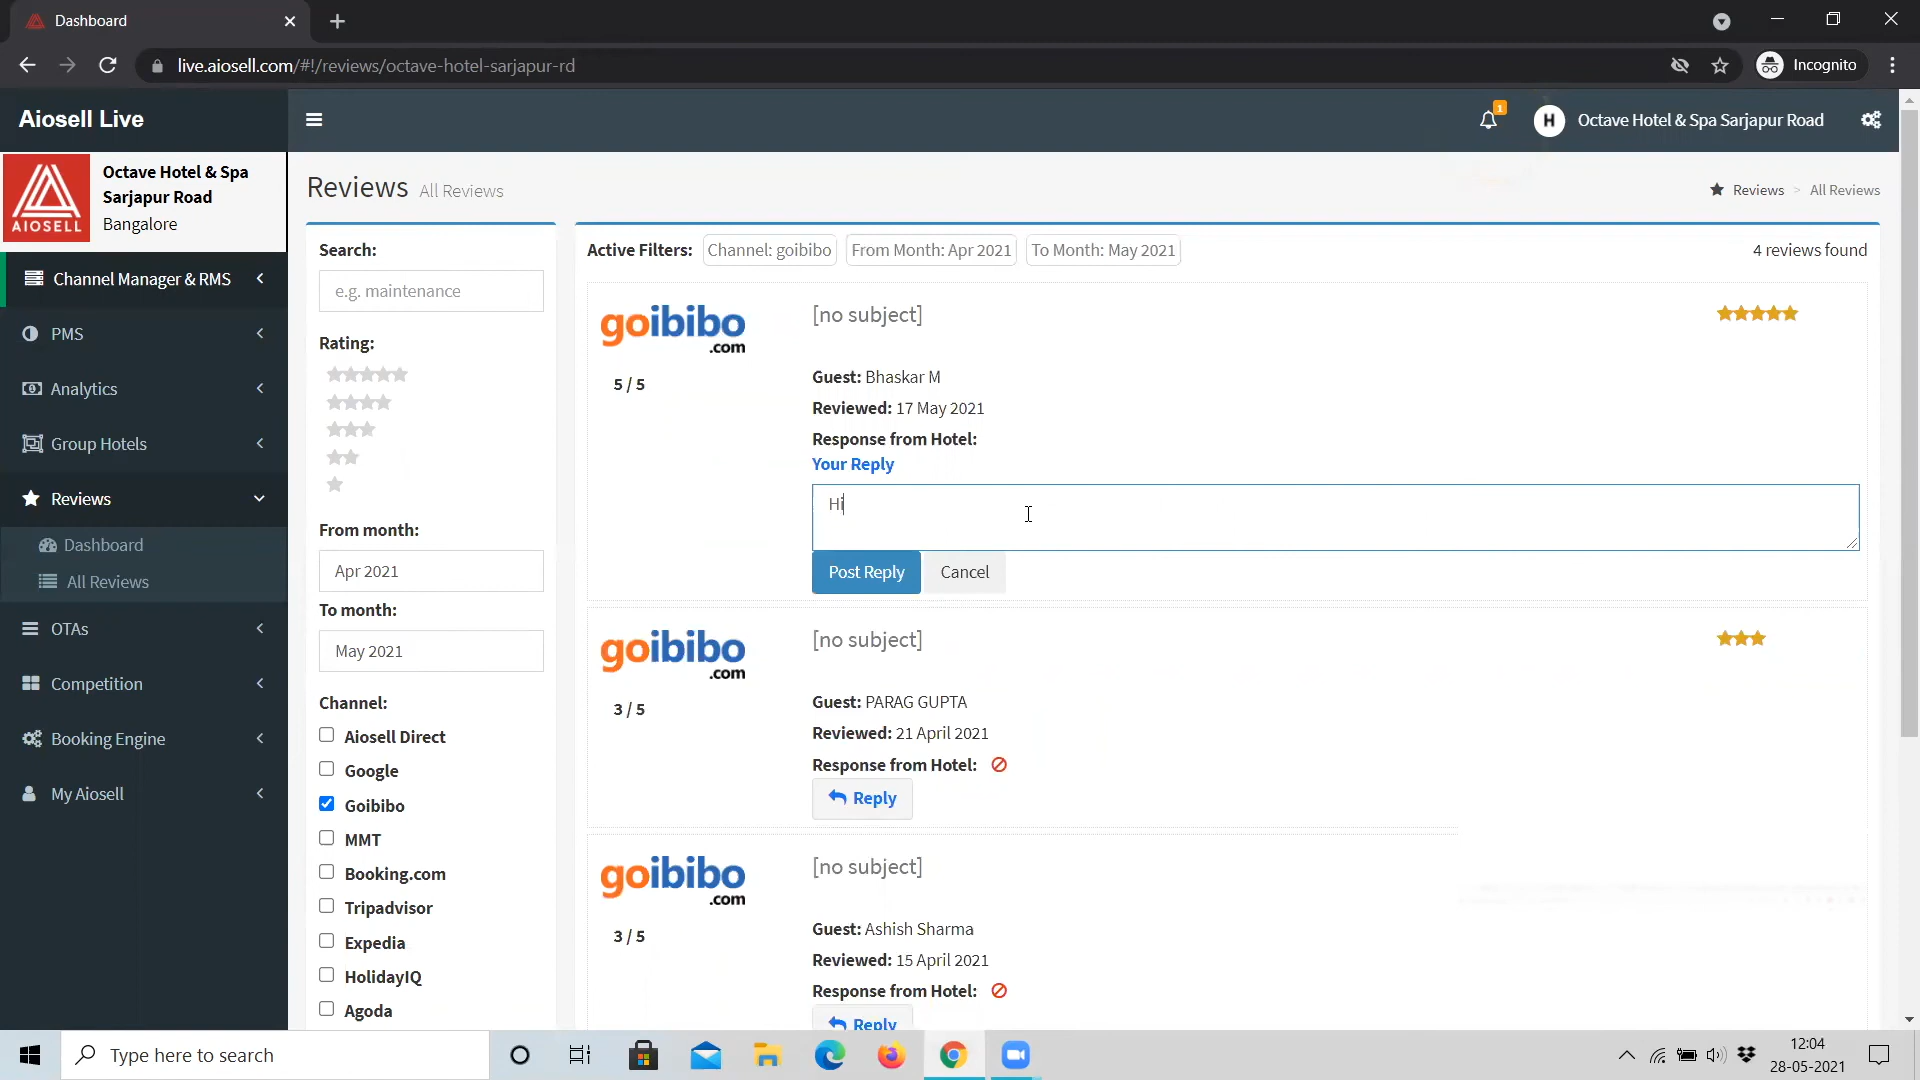 Dashboard
live.aiosell.com/#!/reviews/octave-hotel-sarjapur-rd
Incognito
Aiosell Live
1
H
Octave Hotel & Spa Sarjapur Road
AIOSELL
Octave Hotel & Spa
Sarjapur Road
Bangalore
Channel Manager & RMS
PMS
Analytics
Group Hotels
Reviews
Dashboard
All Reviews
OTAs
Competition
Booking Engine
My Aiosell
Reviews All Reviews
Reviews > All Reviews
Search:
e.g. maintenance
Rating:
From month:
Apr 2021
To month:
May 2021
Channel:
Aiosell Direct
Google
Goibibo
MMT
Booking.com
Tripadvisor
Expedia
HolidayIQ
Agoda
Active Filters: Channel: goibibo From Month: Apr 2021 To Month: May 2021
4 reviews found
goibibo
.com
5 / 5
[no subject]
Guest: Bhaskar M
Reviewed: 17 May 2021
Response from Hotel:
Your Reply
Hi
Post Reply
Cancel
goibibo
.com
3 / 5
[no subject]
Guest: PARAG GUPTA
Reviewed: 21 April 2021
Response from Hotel:
Reply
goibibo
.com
3 / 5
[no subject]
Guest: Ashish Sharma
Reviewed: 15 April 2021
Response from Hotel:
Reply
Type here to search
12:04
28-05-2021